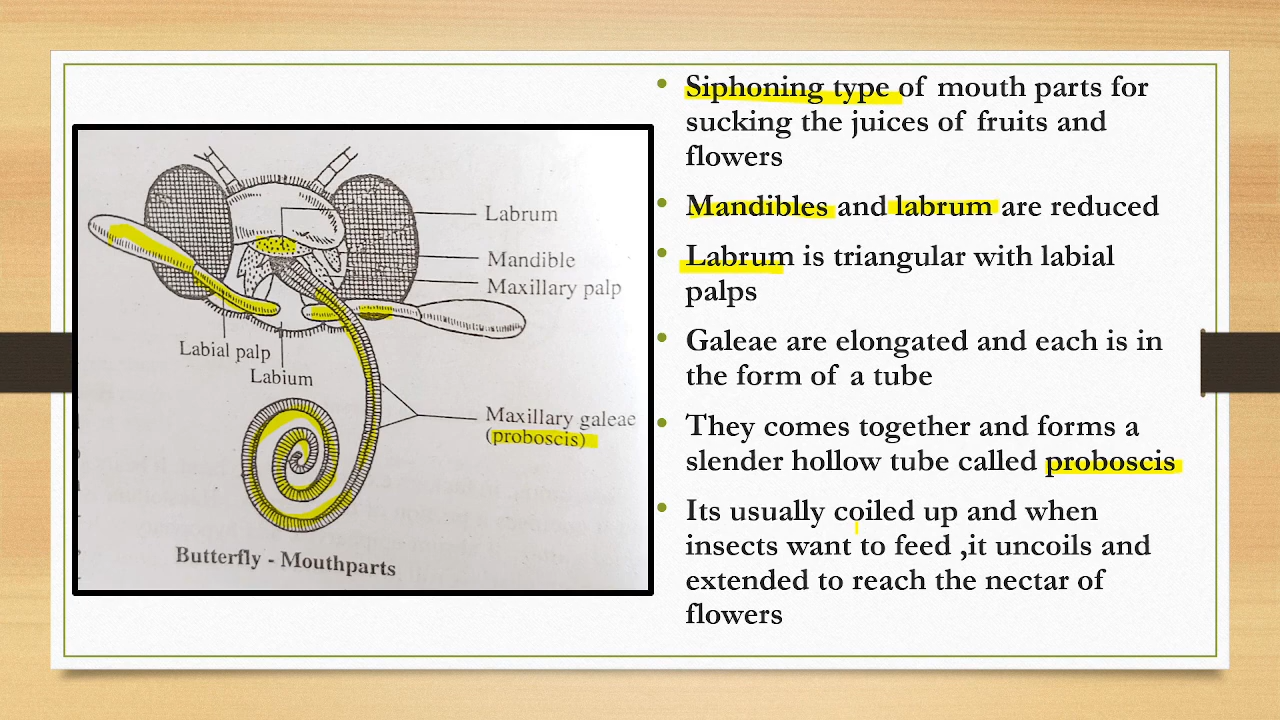 Labrum
Mandible
Maxillary palp
Labial palp
Labium
Maxillary galeae
(proboscis)
Butterfly - Mouthparts
• Siphoning type of mouth parts for
sucking the juices of fruits and
flowers
• Mandibles and labrum are reduced
• Labrum is triangular with labial
palps
• Galeae are elongated and each is in
the form of a tube
• They comes together and forms a
slender hollow tube called proboscis
• Its usually coiled up and when
insects want to feed ,it uncoils and
extended to reach the nectar of
flowers